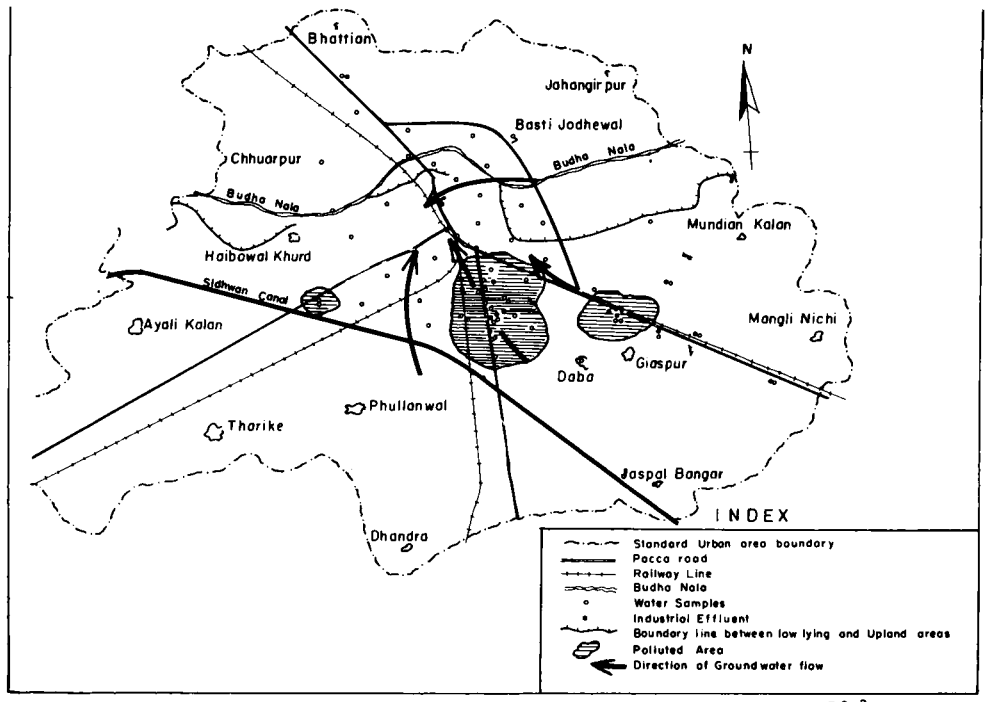 Bhattian
N
Jahangirpur
Basti Jodhewal
Chhuarpur
Budha Nala
Budha Nala
Mundian Kalan
Haibowal Khurd
Sidhwan Canal
Ayali Kalan
Mangli Nichi
Giaspur
Daba
Phullanwal
Tharike
Jaspal Bangar
Dhandra
INDEX
Standard Urban area boundary
Pacca road
Railway Line
Budha Nala
Water Samples
Industrial Effluent
Boundary line between low lying and Upland areas
Polluted Area
Direction of Groundwater flow